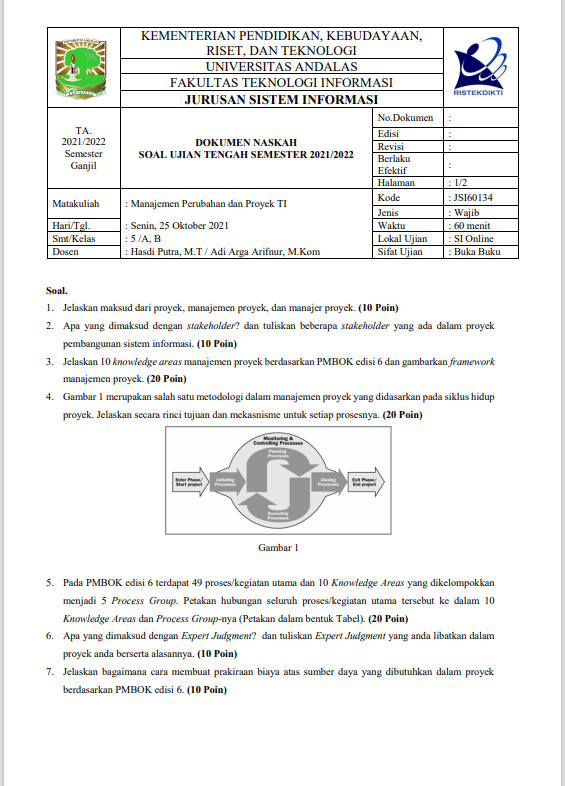 KEMENTERIAN PENDIDIKAN, KEBUDAYAAN,
RISET, DAN TEKNOLOGI
UNIVERSITAS ANDALAS
FAKULTAS TEKNOLOGI INFORMASI
JURUSAN SISTEM INFORMASI
RISTEKDIKTI
TA.
2021/2022
Semester
Ganjil
DOKUMEN NASKAH
SOAL UJIAN TENGAH SEMESTER 2021/2022
No.Dokumen :
Edisi :
Revisi :
Berlaku
Efektif :
Halaman : 1/2
Matakuliah : Manajemen Perubahan dan Proyek TI
Kode : JSI60134
Jenis : Wajib
Hari/Tgl. : Senin, 25 Oktober 2021
Waktu : 60 menit
Smt/Kelas : 5 /A, B
Lokal Ujian : SI Online
Dosen : Hasdi Putra, M.T / Adi Arga Arifnur, M.Kom
Sifat Ujian : Buka Buku
Soal.
1. Jelaskan maksud dari proyek, manajemen proyek, dan manajer proyek. (10 Poin)
2. Apa yang dimaksud dengan stakeholder? dan tuliskan beberapa stakeholder yang ada dalam proyek
pembangunan sistem informasi. (10 Poin)
3. Jelaskan 10 knowledge areas manajemen proyek berdasarkan PMBOK edisi 6 dan gambarkan framework
manajemen proyek. (20 Poin)
4. Gambar 1 merupakan salah satu metodologi dalam manajemen proyek yang didasarkan pada siklus hidup
proyek. Jelaskan secara rinci tujuan dan mekasnisme untuk setiap prosesnya. (20 Poin)
Monitoring &
Controlling Processes
Planning
Processes
Enter Phase/
Start project
Initiating
Processes
Closing
Processes
Exit Phase/
End project
Executing
Processes
Gambar 1
5. Pada PMBOK edisi 6 terdapat 49 proses/kegiatan utama dan 10 Knowledge Areas yang dikelompokkan
menjadi 5 Process Group. Petakan hubungan seluruh proses/kegiatan utama tersebut ke dalam 10
Knowledge Areas dan Process Group-nya (Petakan dalam bentuk Tabel). (20 Poin)
6. Apa yang dimaksud dengan Expert Judgment? dan tuliskan Expert Judgment yang anda libatkan dalam
proyek anda berserta alasannya. (10 Poin)
7. Jelaskan bagaimana cara membuat prakiraan biaya atas sumber daya yang dibutuhkan dalam proyek
berdasarkan PMBOK edisi 6. (10 Poin)